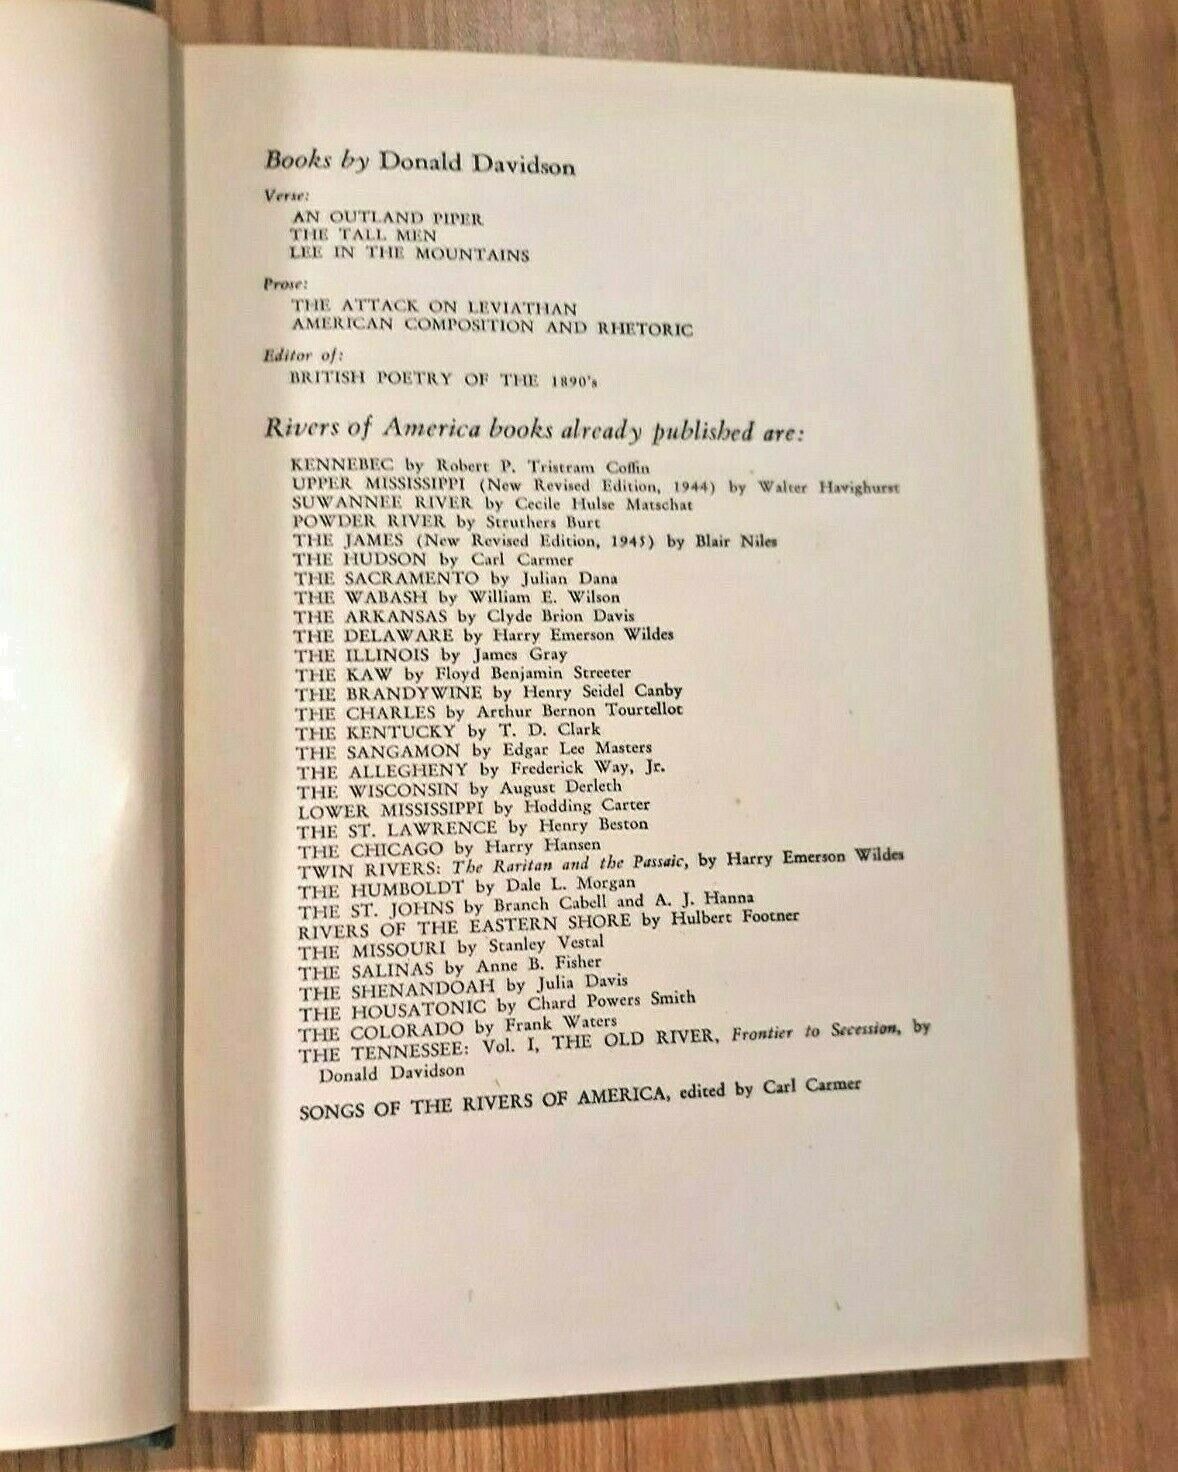 Books by Donald Davidson
Verse:
AN OUTLAND PIPER
THE TALL MEN
LEE IN THE MOUNTAINS
Prose:
THE ATTACK ON LEVIATHAN
AMERICAN COMPOSITION AND RHETORIC
Editor of:
BRITISH POETRY OF THE 1890's
Rivers of America books already published are:
KENNEBEC by Robert P. Tristram Coffin
UPPER MISSISSIPPI (New Revised Edition, 1944) by Walter Havighurst
SUWANNEE RIVER by Cecile Hulse Matschat
POWDER RIVER by Struthers Burt
THE JAMES (New Revised Edition, 1945) by Blair Niles
THE HUDSON by Carl Carmer
THE SACRAMENTO by Julian Dana
THE WABASH by William E. Wilson
THE ARKANSAS by Clyde Brion Davis
THE DELAWARE by Harry Emerson Wildes
THE ILLINOIS by James Gray
THE KAW by Floyd Benjamin Streeter
THE BRANDYWINE by Henry Seidel Canby
THE CHARLES by Arthur Bernon Tourtellot
THE KENTUCKY by T. D. Clark
THE SANGAMON by Edgar Lee Masters
THE ALLEGHENY by Frederick Way, Jr.
THE WISCONSIN by August Derleth
LOWER MISSISSIPPI by Hodding Carter
THE ST. LAWRENCE by Henry Beston
THE CHICAGO by Harry Hansen
TWIN RIVERS: The Raritan and the Passaic, by Harry Emerson Wildes
THE HUMBOLDT by Dale L. Morgan
THE ST. JOHNS by Branch Cabell and A. J. Hanna
RIVERS OF THE EASTERN SHORE by Hulbert Footner
THE MISSOURI by Stanley Vestal
THE SALINAS by Anne B. Fisher
THE SHENANDOAH by Julia Davis
THE HOUSATONIC by Chard Powers Smith
THE COLORADO by Frank Waters
THE TENNESSEE: Vol. I, THE OLD RIVER, Frontier to Secession, by
Donald Davidson
SONGS OF THE RIVERS OF AMERICA, edited by Carl Carmer